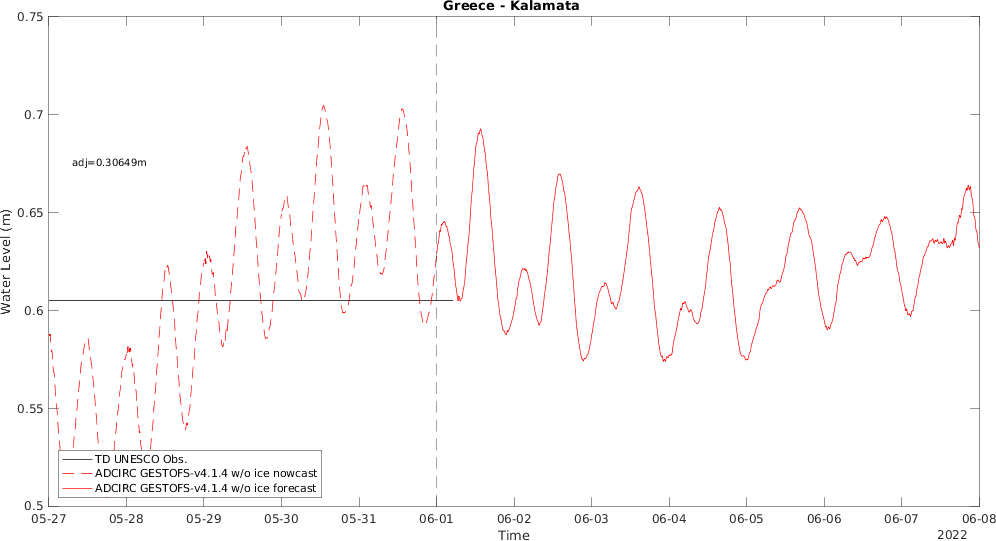 Greece - Kalamata
0.75
0.7
0.65
0.6
0.55
0.5
Water Level (m)
adj=0.30649m
TD UNESCO Obs.
ADCIRC GESTOFS-v4.1.4 w/o ice nowcast
ADCIRC GESTOFS-v4.1.4 w/o ice forecast
05-27 05-28 05-29 05-30 05-31 06-01 06-02 06-03 06-04 06-05 06-06 06-07 06-08
Time
2022